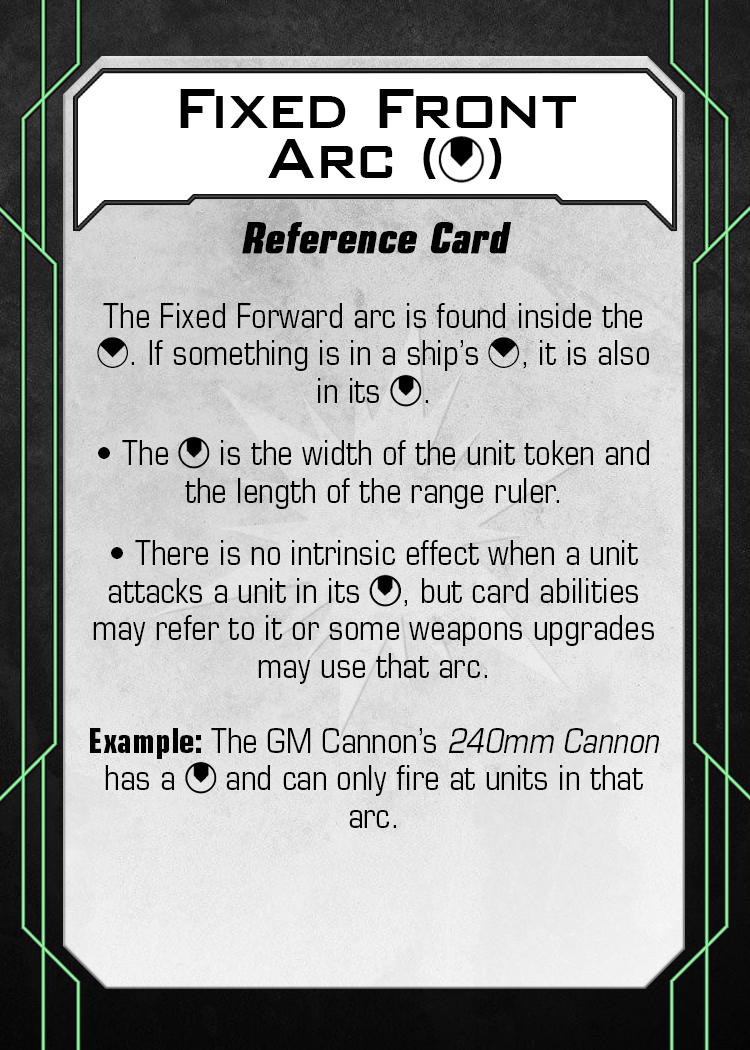 Fixed Front
Arc ()
Reference Card
The Fixed Forward arc is found inside the
. If something is in a ship's , it is also
in its .
• The  is the width of the unit token and
the length of the range ruler.
• There is no intrinsic effect when a unit
attacks a unit in its , but card abilities
may refer to it or some weapons upgrades
may use that arc.
Example: The GM Cannon's 240mm Cannon
has a  and can only fire at units in that
arc.